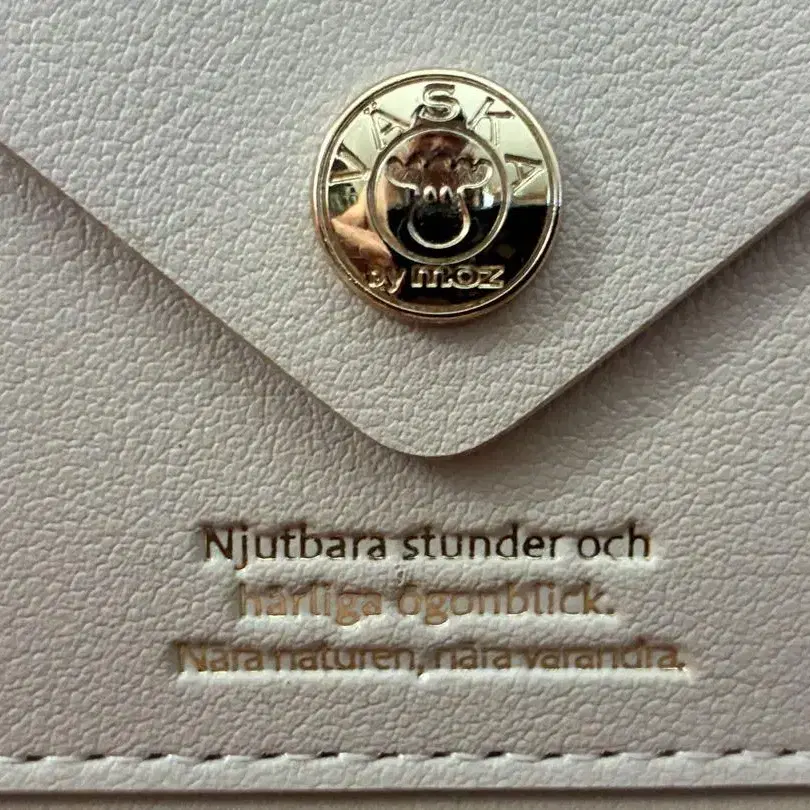 VÄSKA
by moz
Njutbara stunder och
härliga ögonblick.
Nära naturen, nära varandra.